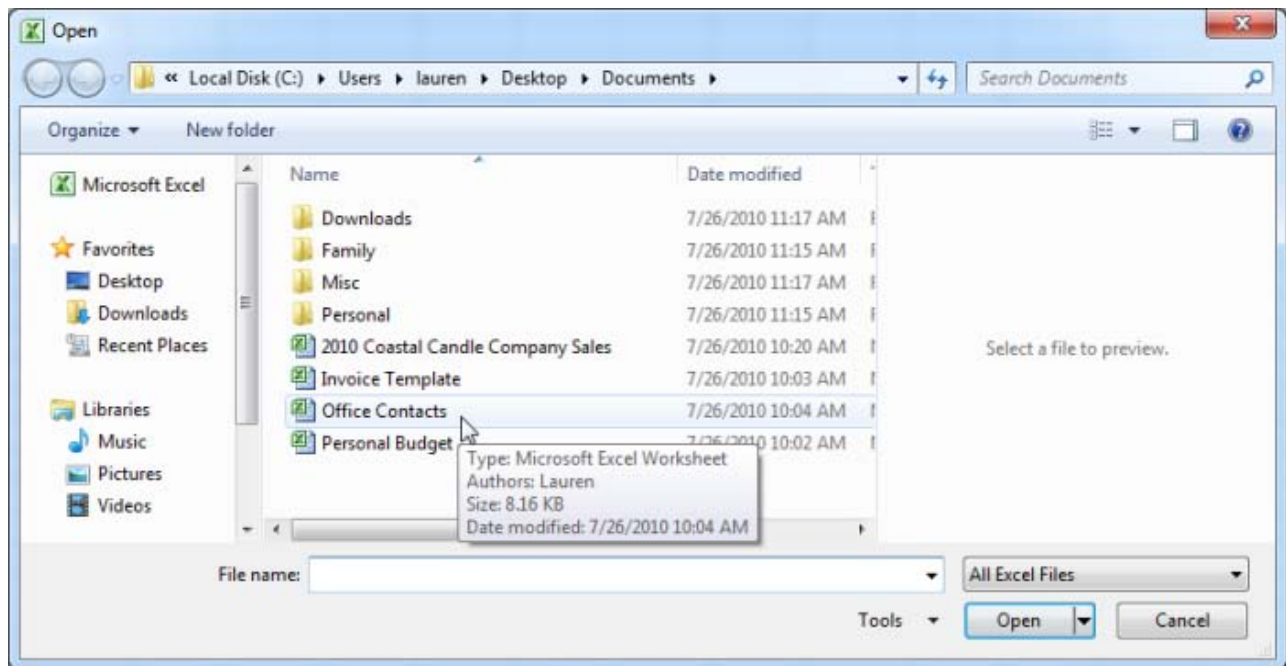 Open
« Local Disk (C:) ▸ Users ▸ lauren ▸ Desktop ▸ Documents ▸ Search Documents
Organize ▾ New folder
Microsoft Excel
Favorites
Desktop
Downloads
Recent Places
Libraries
Music
Pictures
Videos
Name Date modified
Downloads 7/26/2010 11:17 AM
Family 7/26/2010 11:15 AM
Misc 7/26/2010 11:17 AM
Personal 7/26/2010 11:15 AM
2010 Coastal Candle Company Sales 7/26/2010 10:20 AM
Invoice Template 7/26/2010 10:03 AM
Office Contacts 7/26/2010 10:04 AM
Personal Budget 7/26/2010 10:02 AM
Type: Microsoft Excel Worksheet
Authors: Lauren
Size: 8.16 KB
Date modified: 7/26/2010 10:04 AM
Select a file to preview.
File name: All Excel Files
Tools Open Cancel